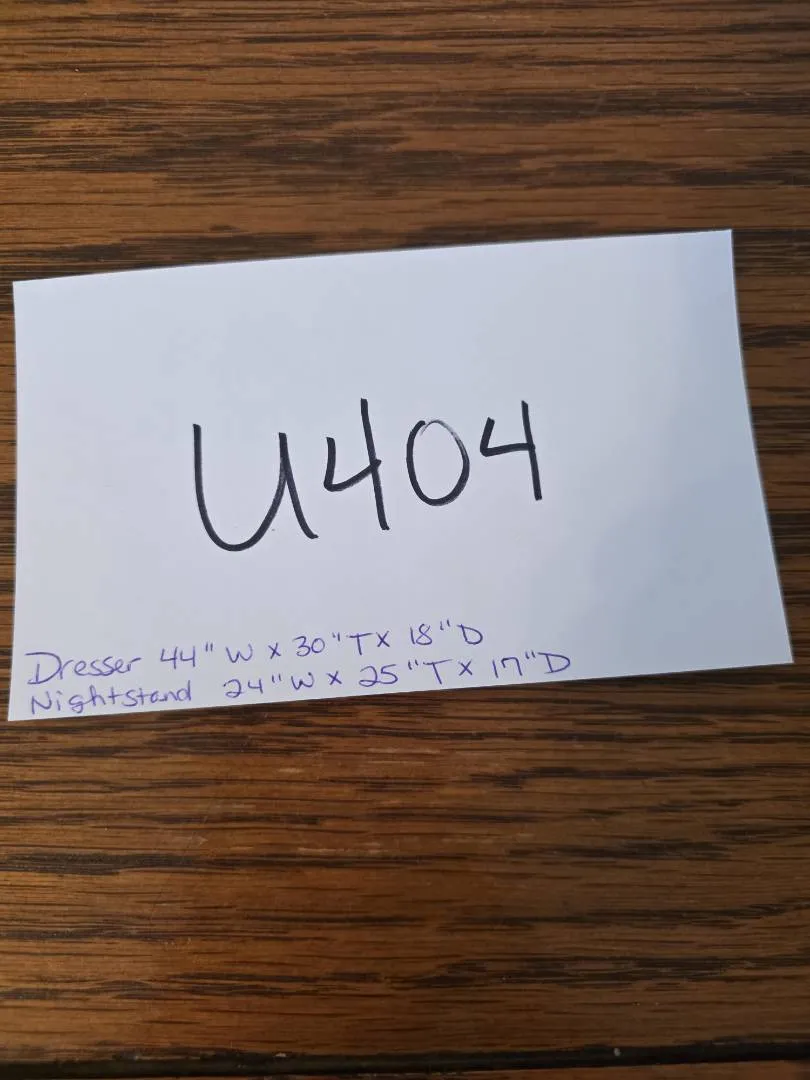 U404
Dresser 44" W x 30" T x 18" D
Nightstand 24" W x 25" T x 17" D